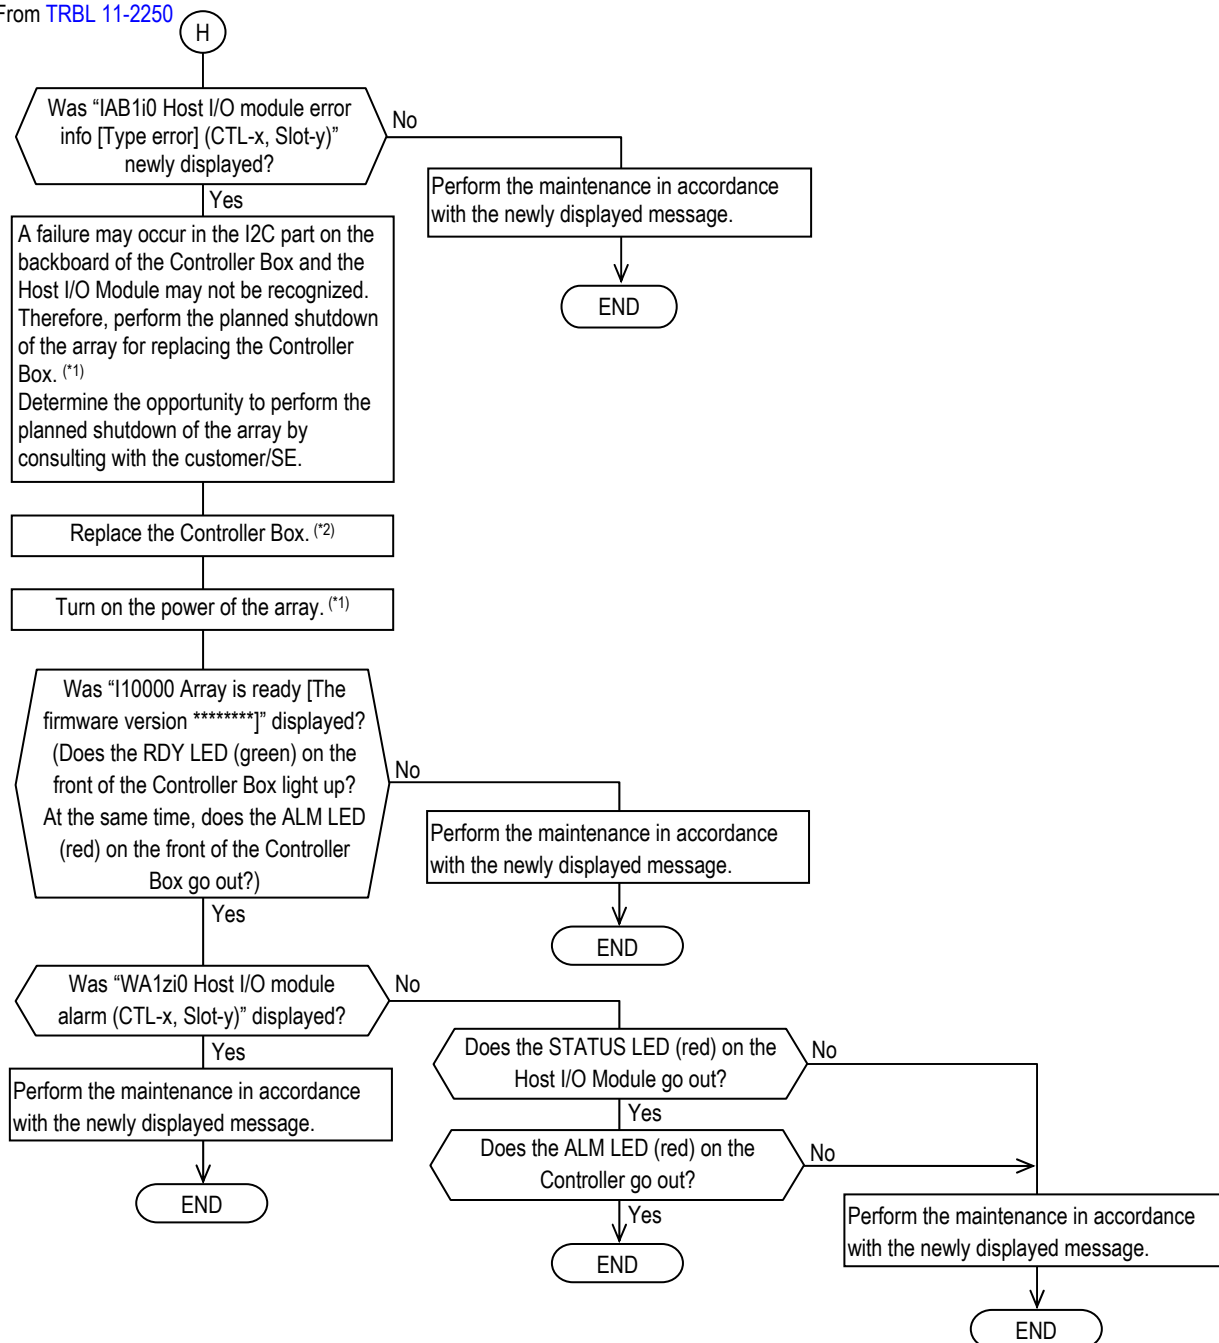 From TRBL 11-2250
H
Was “IAB1i0 Host I/O module error
info [Type error] (CTL-x, Slot-y)”
newly displayed?
No
Perform the maintenance in accordance
with the newly displayed message.
END
Yes
A failure may occur in the I2C part on the
backboard of the Controller Box and the
Host I/O Module may not be recognized.
Therefore, perform the planned shutdown
of the array for replacing the Controller
Box. (*1)
Determine the opportunity to perform the
planned shutdown of the array by
consulting with the customer/SE.
Replace the Controller Box. (*2)
Turn on the power of the array. (*1)
Was “I10000 Array is ready [The
firmware version ********]” displayed?
(Does the RDY LED (green) on the
front of the Controller Box light up?
At the same time, does the ALM LED
(red) on the front of the Controller
Box go out?)
No
Perform the maintenance in accordance
with the newly displayed message.
END
Yes
Was “WA1zi0 Host I/O module
alarm (CTL-x, Slot-y)” displayed?
No
Yes
Perform the maintenance in accordance
with the newly displayed message.
END
Does the STATUS LED (red) on the
Host I/O Module go out?
No
Yes
Does the ALM LED (red) on the
Controller go out?
No
Yes
END
Perform the maintenance in accordance
with the newly displayed message.
END